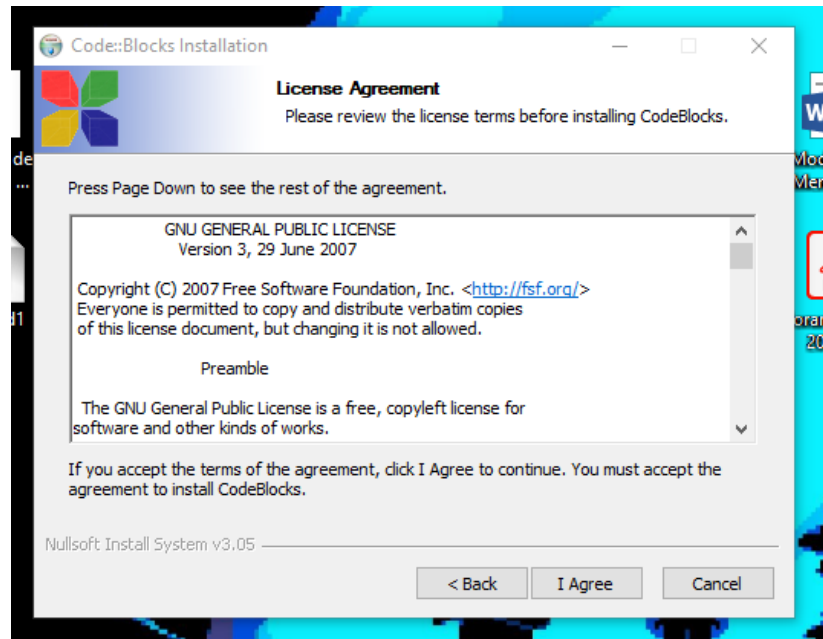 Code::Blocks Installation
License Agreement
Please review the license terms before installing CodeBlocks.
Press Page Down to see the rest of the agreement.
GNU GENERAL PUBLIC LICENSE
Version 3, 29 June 2007
Copyright (C) 2007 Free Software Foundation, Inc. <http://fsf.org/>
Everyone is permitted to copy and distribute verbatim copies
of this license document, but changing it is not allowed.
Preamble
The GNU General Public License is a free, copyleft license for
software and other kinds of works.
If you accept the terms of the agreement, click I Agree to continue. You must accept the
agreement to install CodeBlocks.
Nullsoft Install System v3.05
< Back
I Agree
Cancel